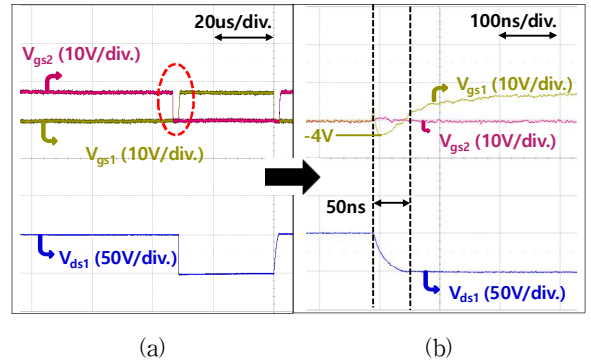 20us/div.
Vgs2 (10V/div.)
Vgs1 (10V/div.)
Vds1 (50V/div.)
100ns/div.
Vgs1 (10V/div.)
Vgs2 (10V/div.)
-4V
50ns
Vds1 (50V/div.)
(a)
(b)